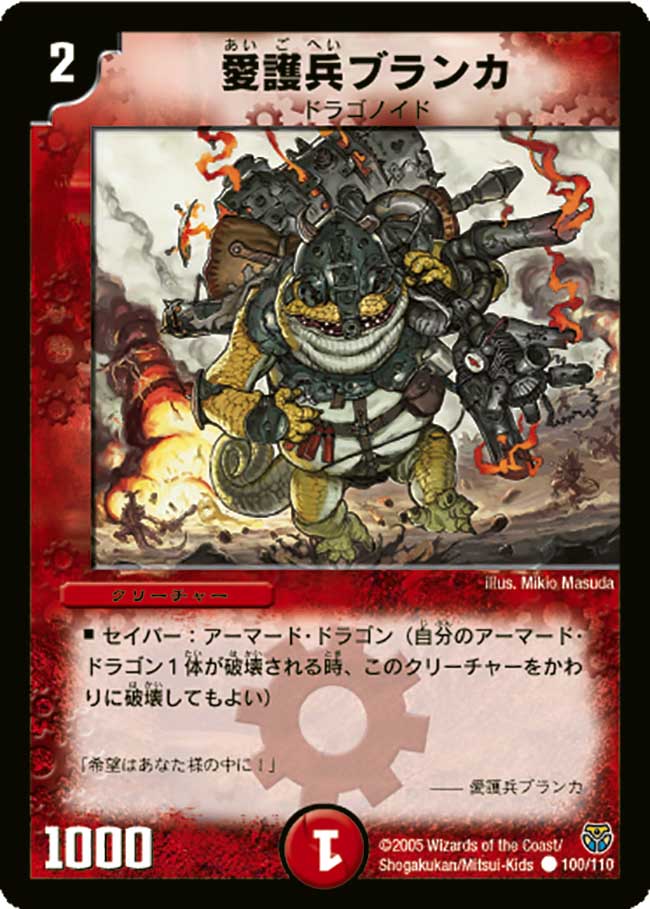 2
あいごへい
愛護兵ブランカ
ドラゴノイド
illus. Mikio Masuda
クリーチャー
■ セイバー：アーマード・ドラゴン（自分のアーマード・
ドラゴン１体が破壊される時、このクリーチャーをかわ
りに破壊してもよい）
「希望はあなた様の中に！」
—— 愛護兵ブランカ
1000
1
©2005 Wizards of the Coast/
Shogakukan/Mitsui-Kids ● 100/110